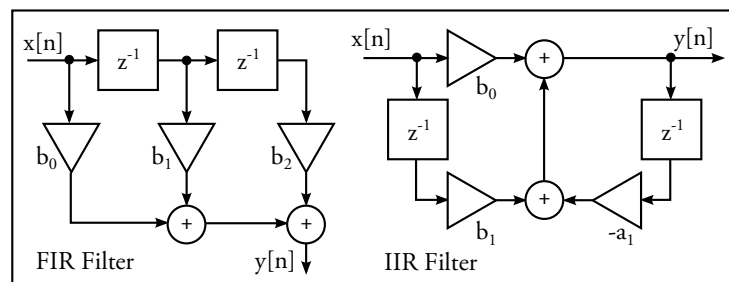 x[n]
z⁻¹
z⁻¹
b₀
b₁
b₂
+
+
FIR Filter
y[n]
x[n]
y[n]
b₀
+
z⁻¹
z⁻¹
b₁
+
-a₁
IIR Filter